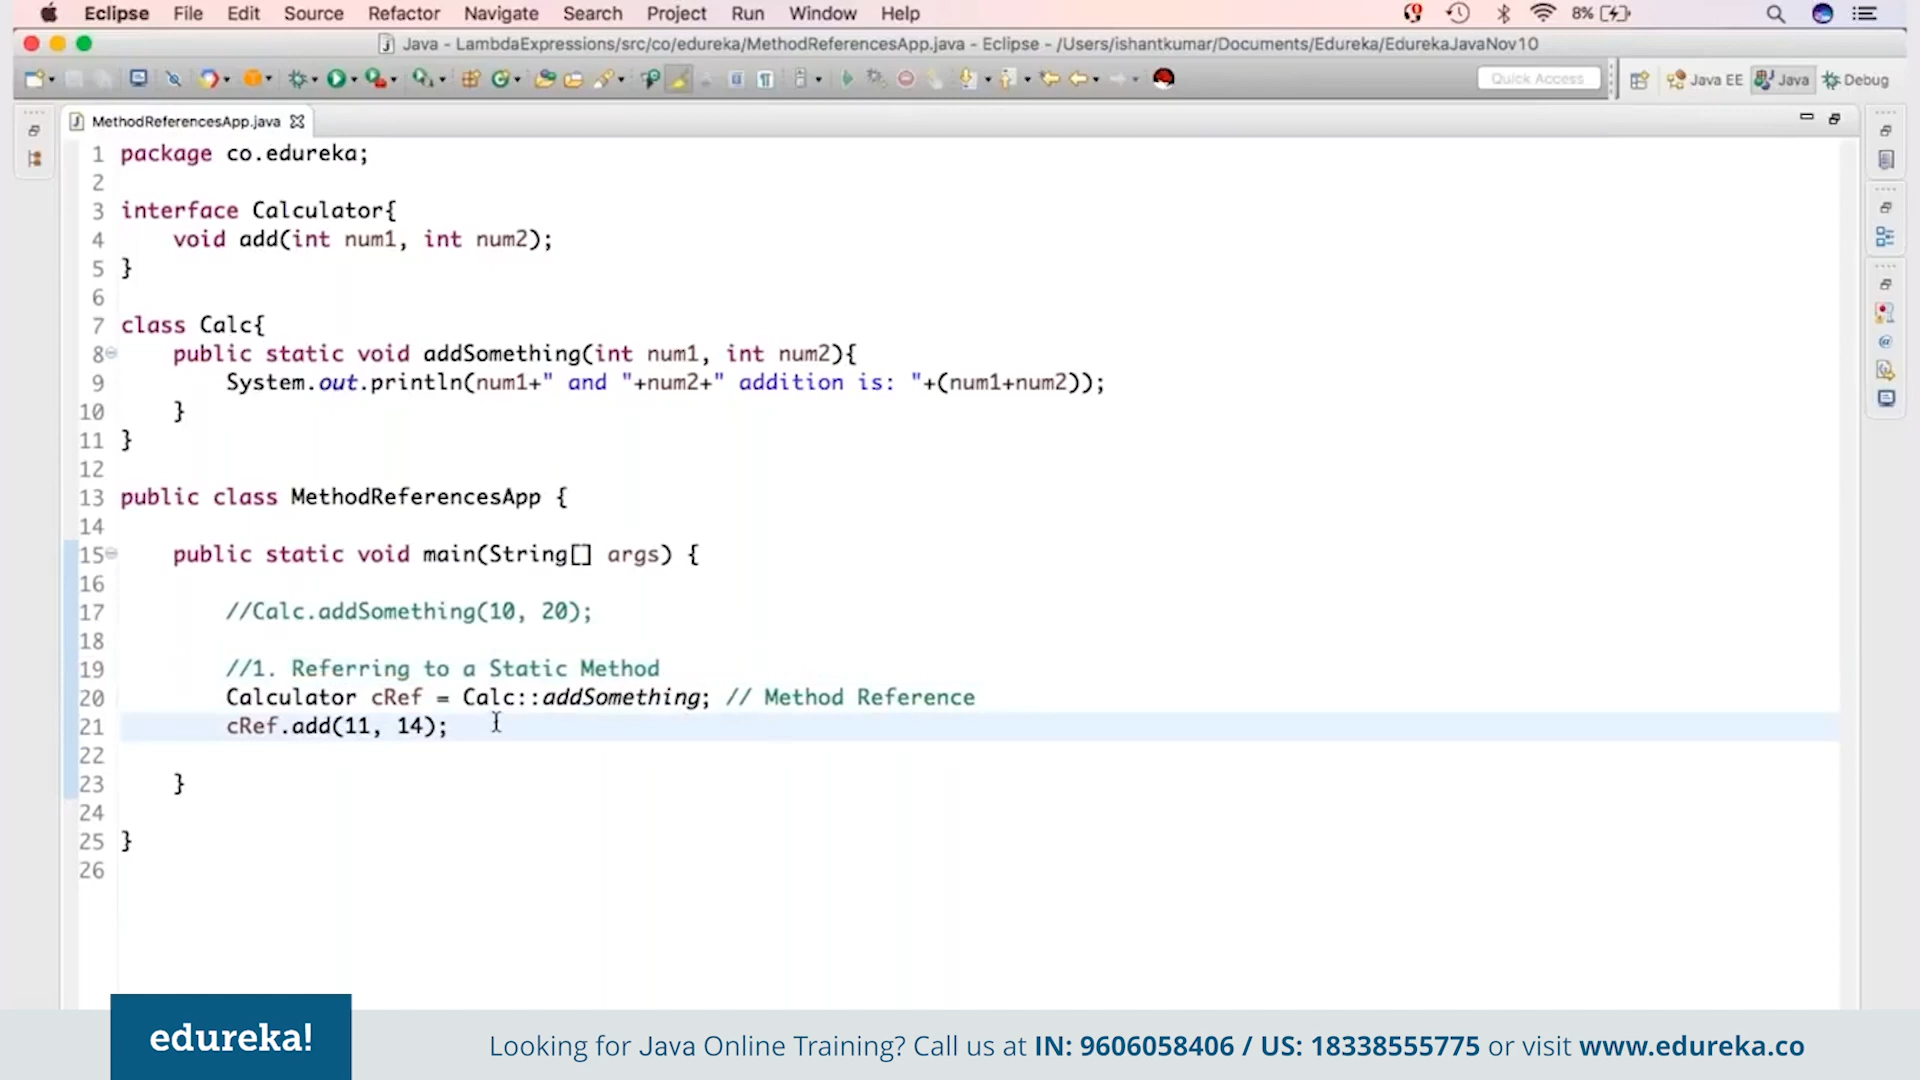 Eclipse File Edit Source Refactor Navigate Search Project Run Window Help 8%
Java - LambdaExpressions/src/co/edureka/MethodReferencesApp.java - Eclipse - /Users/ishantkumar/Documents/Edureka/EdurekaJavaNov10
Quick Access Java EE Java Debug
MethodReferencesApp.java
1 package co.edureka;
2
3 interface Calculator{
4 void add(int num1, int num2);
5 }
6
7 class Calc{
8 public static void addSomething(int num1, int num2){
9 System.out.println(num1+" and "+num2+" addition is: "+(num1+num2));
10 }
11 }
12
13 public class MethodReferencesApp {
14
15 public static void main(String[] args) {
16
17 //Calc.addSomething(10, 20);
18
19 //1. Referring to a Static Method
20 Calculator cRef = Calc::addSomething; // Method Reference
21 cRef.add(11, 14);
22
23 }
24
25 }
26
edureka!
Looking for Java Online Training? Call us at IN: 9606058406 / US: 18338555775 or visit www.edureka.co